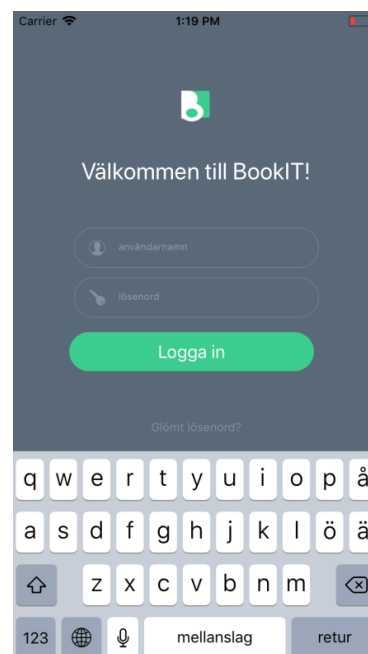 Carrier 1:19 PM
Välkommen till BookIT!
användarnamn
lösenord
Logga in
Glömt lösenord?
q w e r t y u i o p å
a s d f g h j k l ö ä
z x c v b n m
123 mellanslag retur